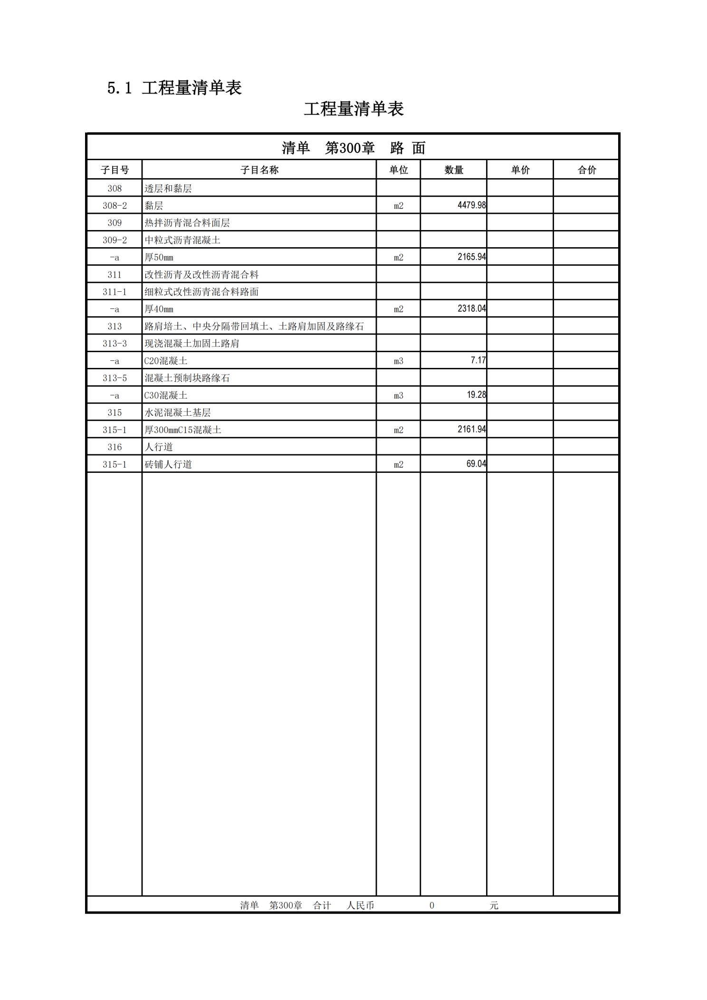 5.1 工程量清单表
工程量清单表
清单 第300章 路 面
子目号 子目名称 单位 数量 单价 合价
308 透层和黏层
308-2 黏层 m2 4479.98
309 热拌沥青混合料面层
309-2 中粒式沥青混凝土
-a 厚50mm m2 2165.94
311 改性沥青及改性沥青混合料
311-1 细粒式改性沥青混合料路面
-a 厚40mm m2 2318.04
313 路肩培土、中央分隔带回填土、土路肩加固及路缘石
313-3 现浇混凝土加固土路肩
-a C20混凝土 m3 7.17
313-5 混凝土预制块路缘石
-a C30混凝土 m3 19.28
315 水泥混凝土基层
315-1 厚300mmC15混凝土 m2 2161.94
316 人行道
315-1 砖铺人行道 m2 69.04
清单 第300章 合计 人民币 0 元